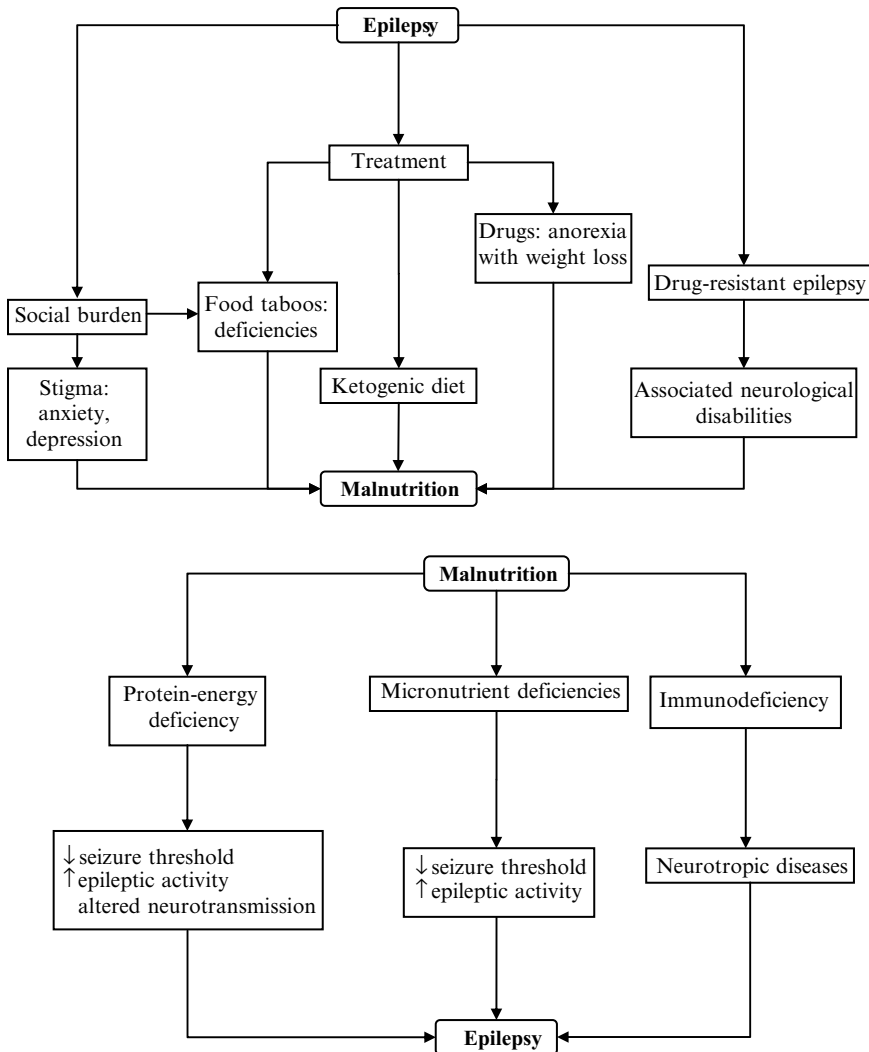 Epilepsy
Treatment
Drugs: anorexia
with weight loss
Drug-resistant epilepsy
Social burden
Food taboos:
deficiencies
Stigma:
anxiety,
depression
Ketogenic diet
Associated neurological
disabilities
Malnutrition
Malnutrition
Protein-energy
deficiency
Micronutrient deficiencies
Immunodeficiency
↓ seizure threshold
↑ epileptic activity
altered neurotransmission
↓ seizure threshold
↑ epileptic activity
Neurotropic diseases
Epilepsy